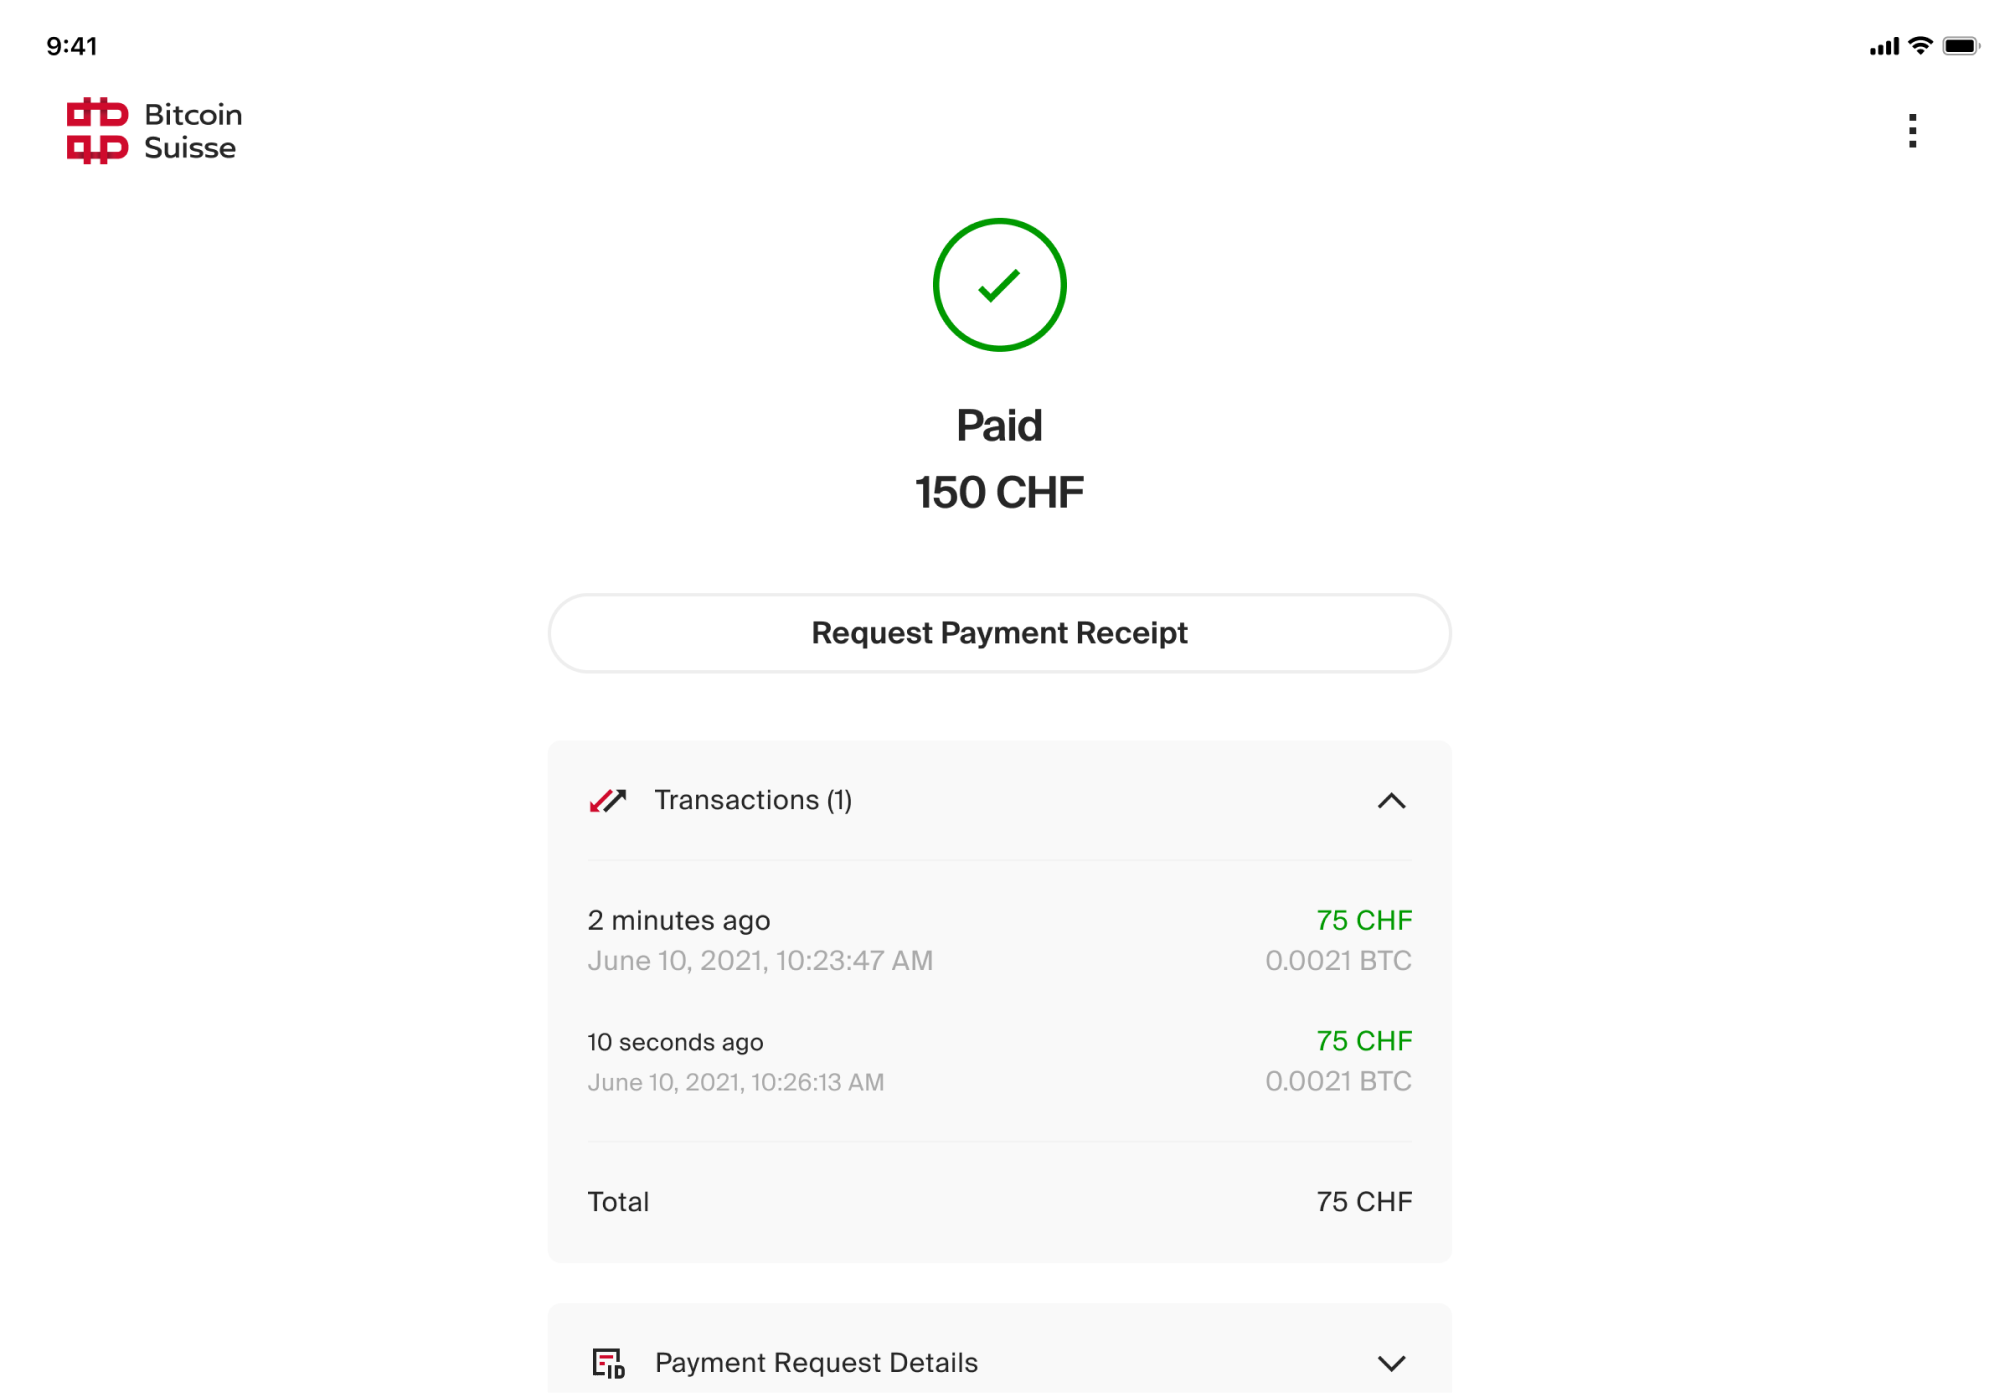 9:41
Bitcoin
Suisse
Paid
150 CHF
Request Payment Receipt
Transactions (1)
2 minutes ago 75 CHF
June 10, 2021, 10:23:47 AM 0.0021 BTC
10 seconds ago 75 CHF
June 10, 2021, 10:26:13 AM 0.0021 BTC
Total 75 CHF
ID Payment Request Details